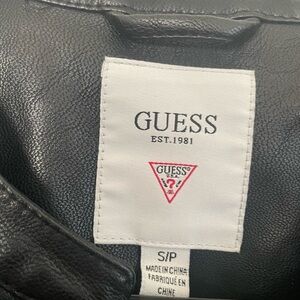 GUESS
EST. 1981
GUESS®
U.S.A.
?
S/P
MADE IN CHINA
FABRIQUÉ EN
CHINE